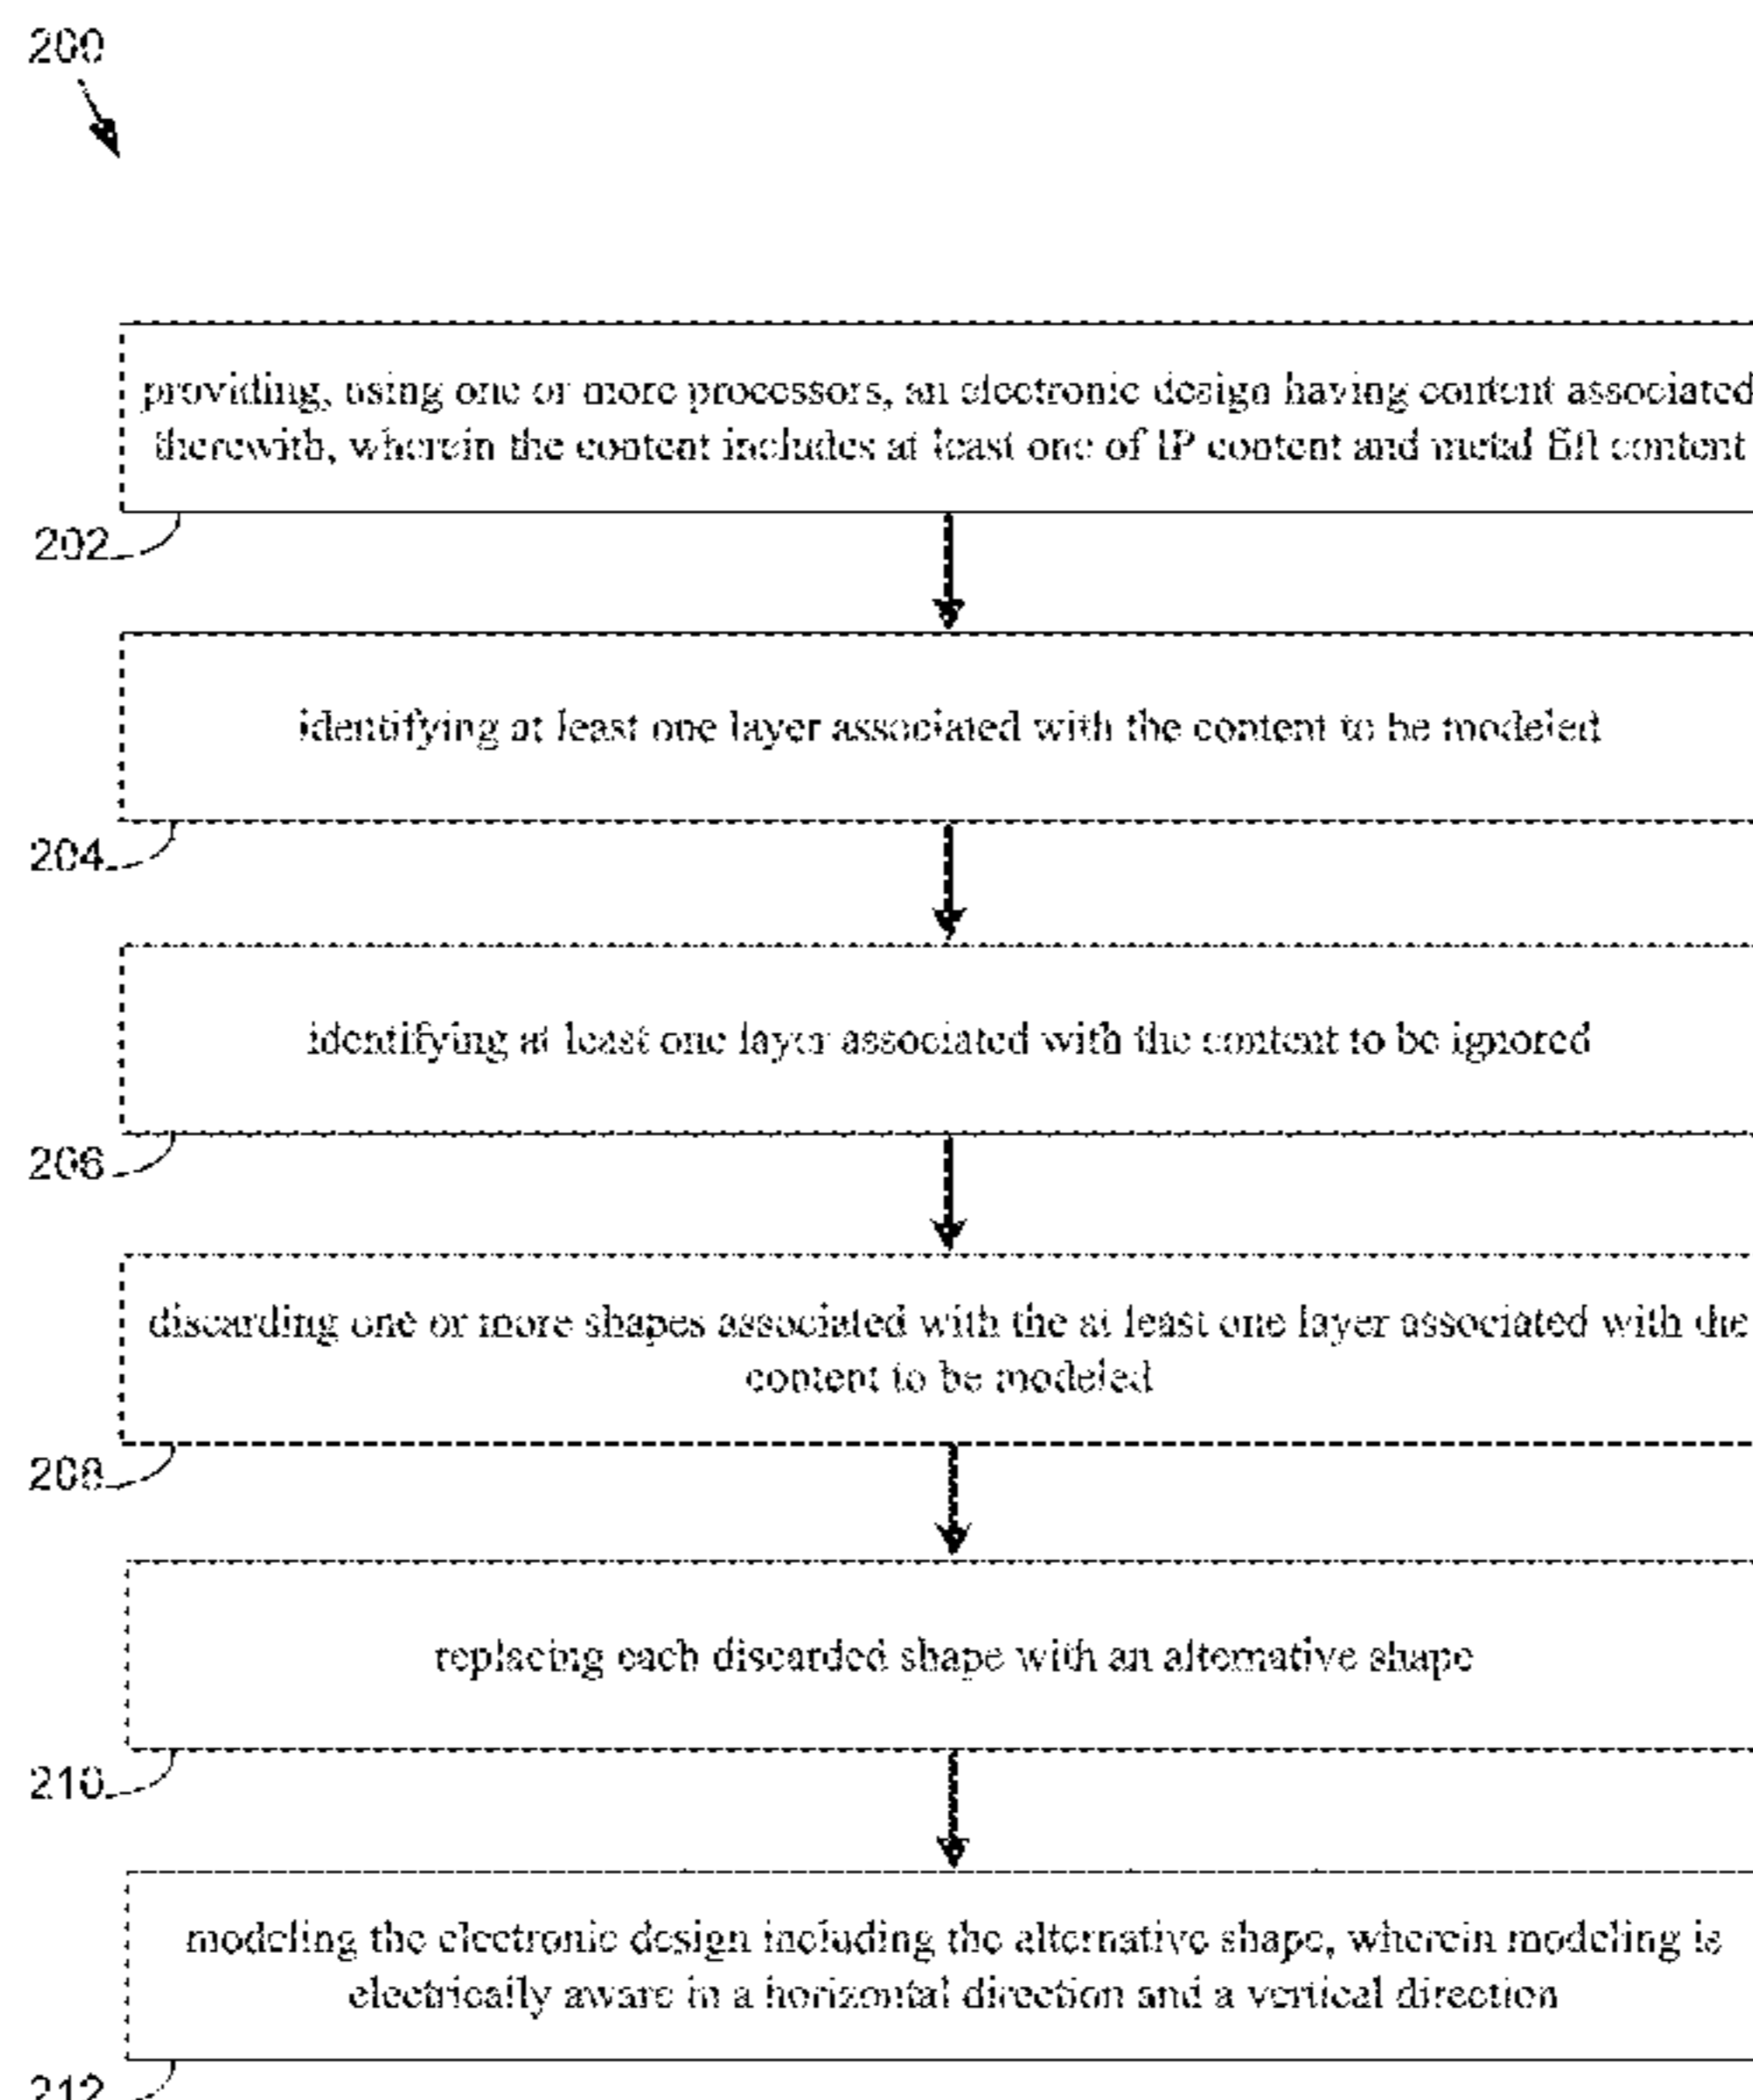 200
providing, using one or more processors, an electronic design having content associated
therewith, wherein the content includes at least one of IP content and metal fill content
202
identifying at least one layer associated with the content to be modeled
204
identifying at least one layer associated with the content to be ignored
206
discarding one or more shapes associated with the at least one layer associated with the
content to be modeled
208
replacing each discarded shape with an alternative shape
210
modeling the electronic design including the alternative shape, wherein modeling is
electrically aware in a horizontal direction and a vertical direction
212